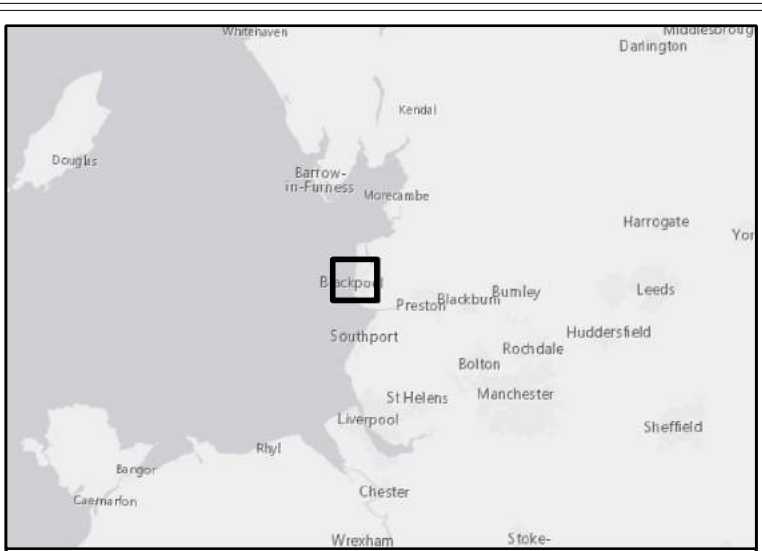 Whitehaven
Middlesbroug
Darlington
Kendal
Douglas
Barrow-
in-Furness
Morecambe
Harrogate
Yor
Blackpool
Preston
Blackburn
Burnley
Leeds
Southport
Huddersfield
Rochdale
Bolton
St Helens
Manchester
Liverpool
Sheffield
Rhyl
Bangor
Caernarfon
Chester
Wrexham
Stoke-